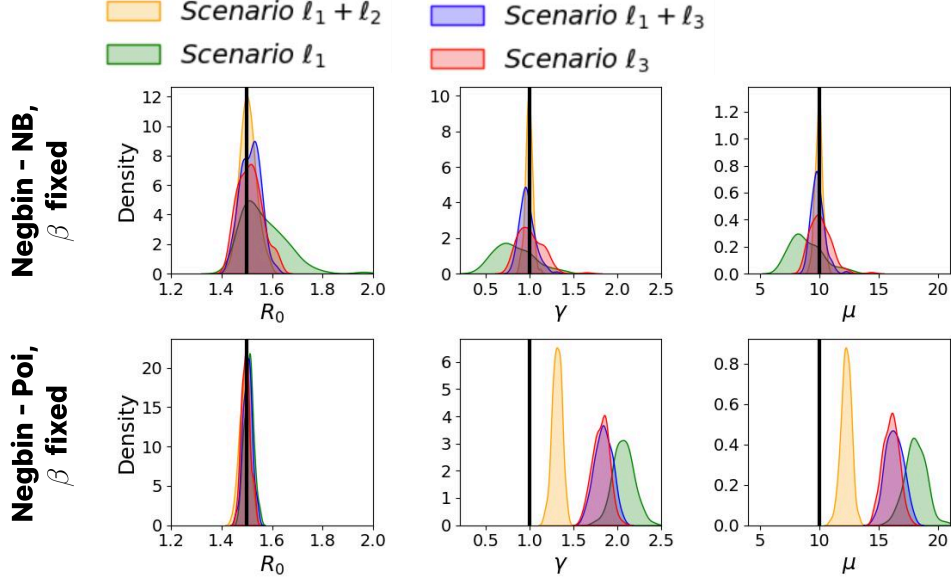 Scenario ℓ₁ + ℓ₂
Scenario ℓ₁
Scenario ℓ₁ + ℓ₃
Scenario ℓ₃
Negbin - NB,
β fixed
Density
12
10
8
6
4
2
0
1.2 1.4 1.6 1.8 2.0
R₀
10
8
6
4
2
0
0.5 1.0 1.5 2.0 2.5
γ
1.2
1.0
0.8
0.6
0.4
0.2
0.0
5 10 15 20
μ
Negbin - Poi,
β fixed
Density
20
15
10
5
0
1.2 1.4 1.6 1.8 2.0
R₀
6
5
4
3
2
1
0
0.5 1.0 1.5 2.0 2.5
γ
0.8
0.6
0.4
0.2
0.0
5 10 15 20
μ